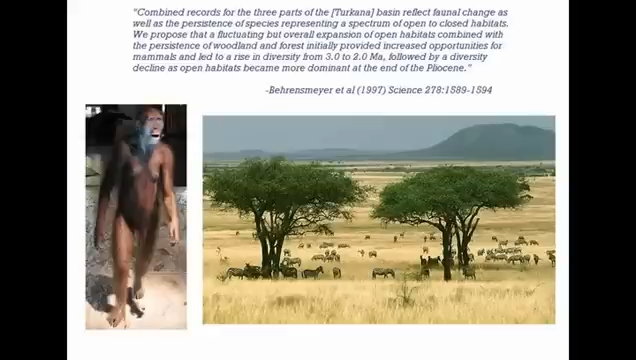 "Combined records for the three parts of the [Turkana] basin reflect faunal change as
well as the persistence of species representing a spectrum of open to closed habitats.
We propose that a fluctuating but overall expansion of open habitats combined with
the persistence of woodland and forest initially provided increased opportunities for
mammals and led to a rise in diversity from 3.0 to 2.0 Ma, followed by a diversity
decline as open habitats became more dominant at the end of the Pliocene."
-Behrensmeyer et al (1997) Science 278:1589-1594